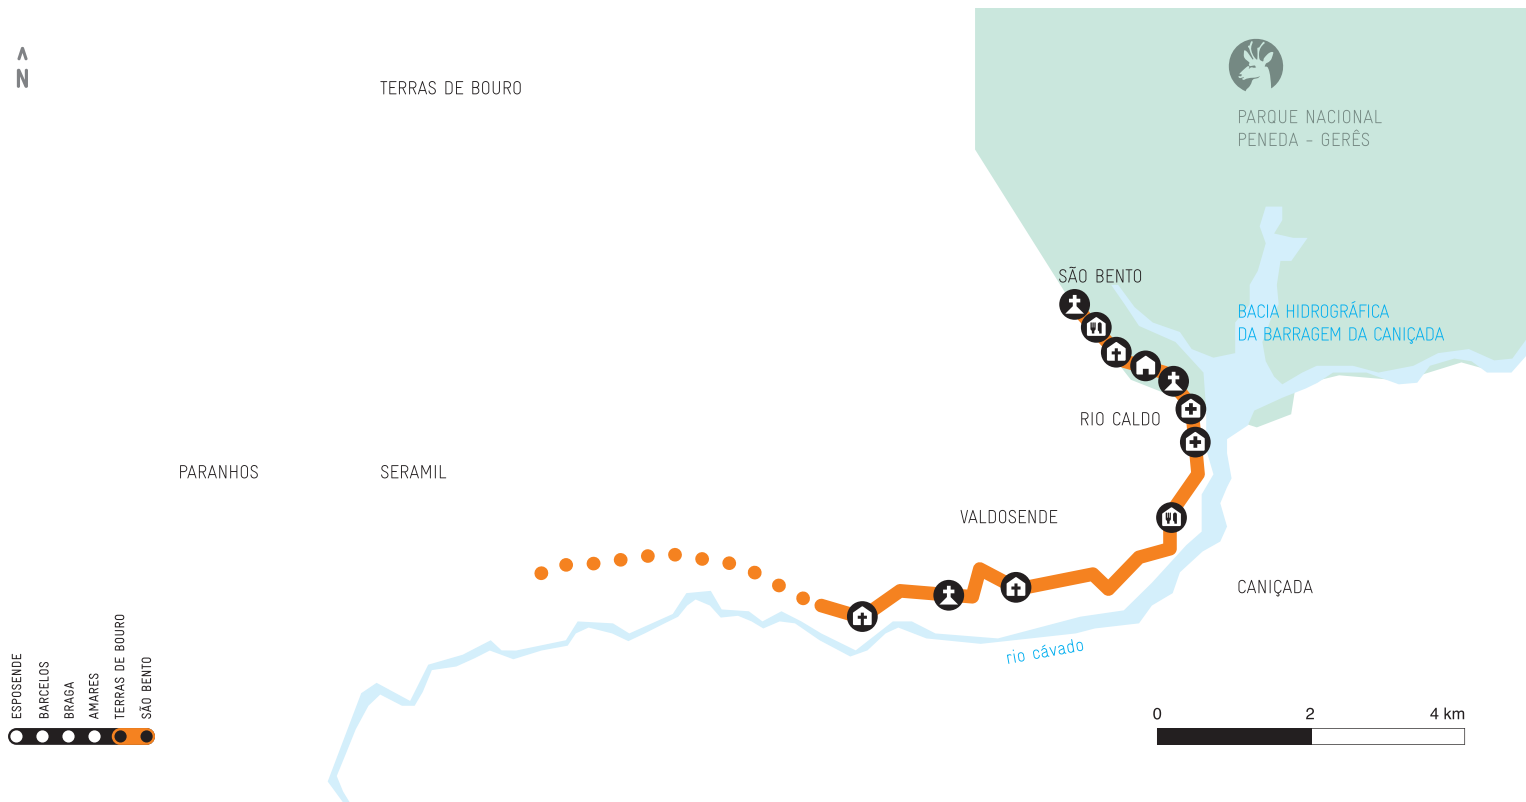 ^
N
TERRAS DE BOURO
PARQUE NACIONAL
PENEDA - GERÊS
SÃO BENTO
BACIA HIDROGRÁFICA
DA BARRAGEM DA CANIÇADA
RIO CALDO
PARANHOS
SERAMIL
VALDOSENDE
CANIÇADA
rio cávado
ESPOSENDE
BARCELOS
BRAGA
AMARES
TERRAS DE BOURO
SÃO BENTO
0 2 4 km